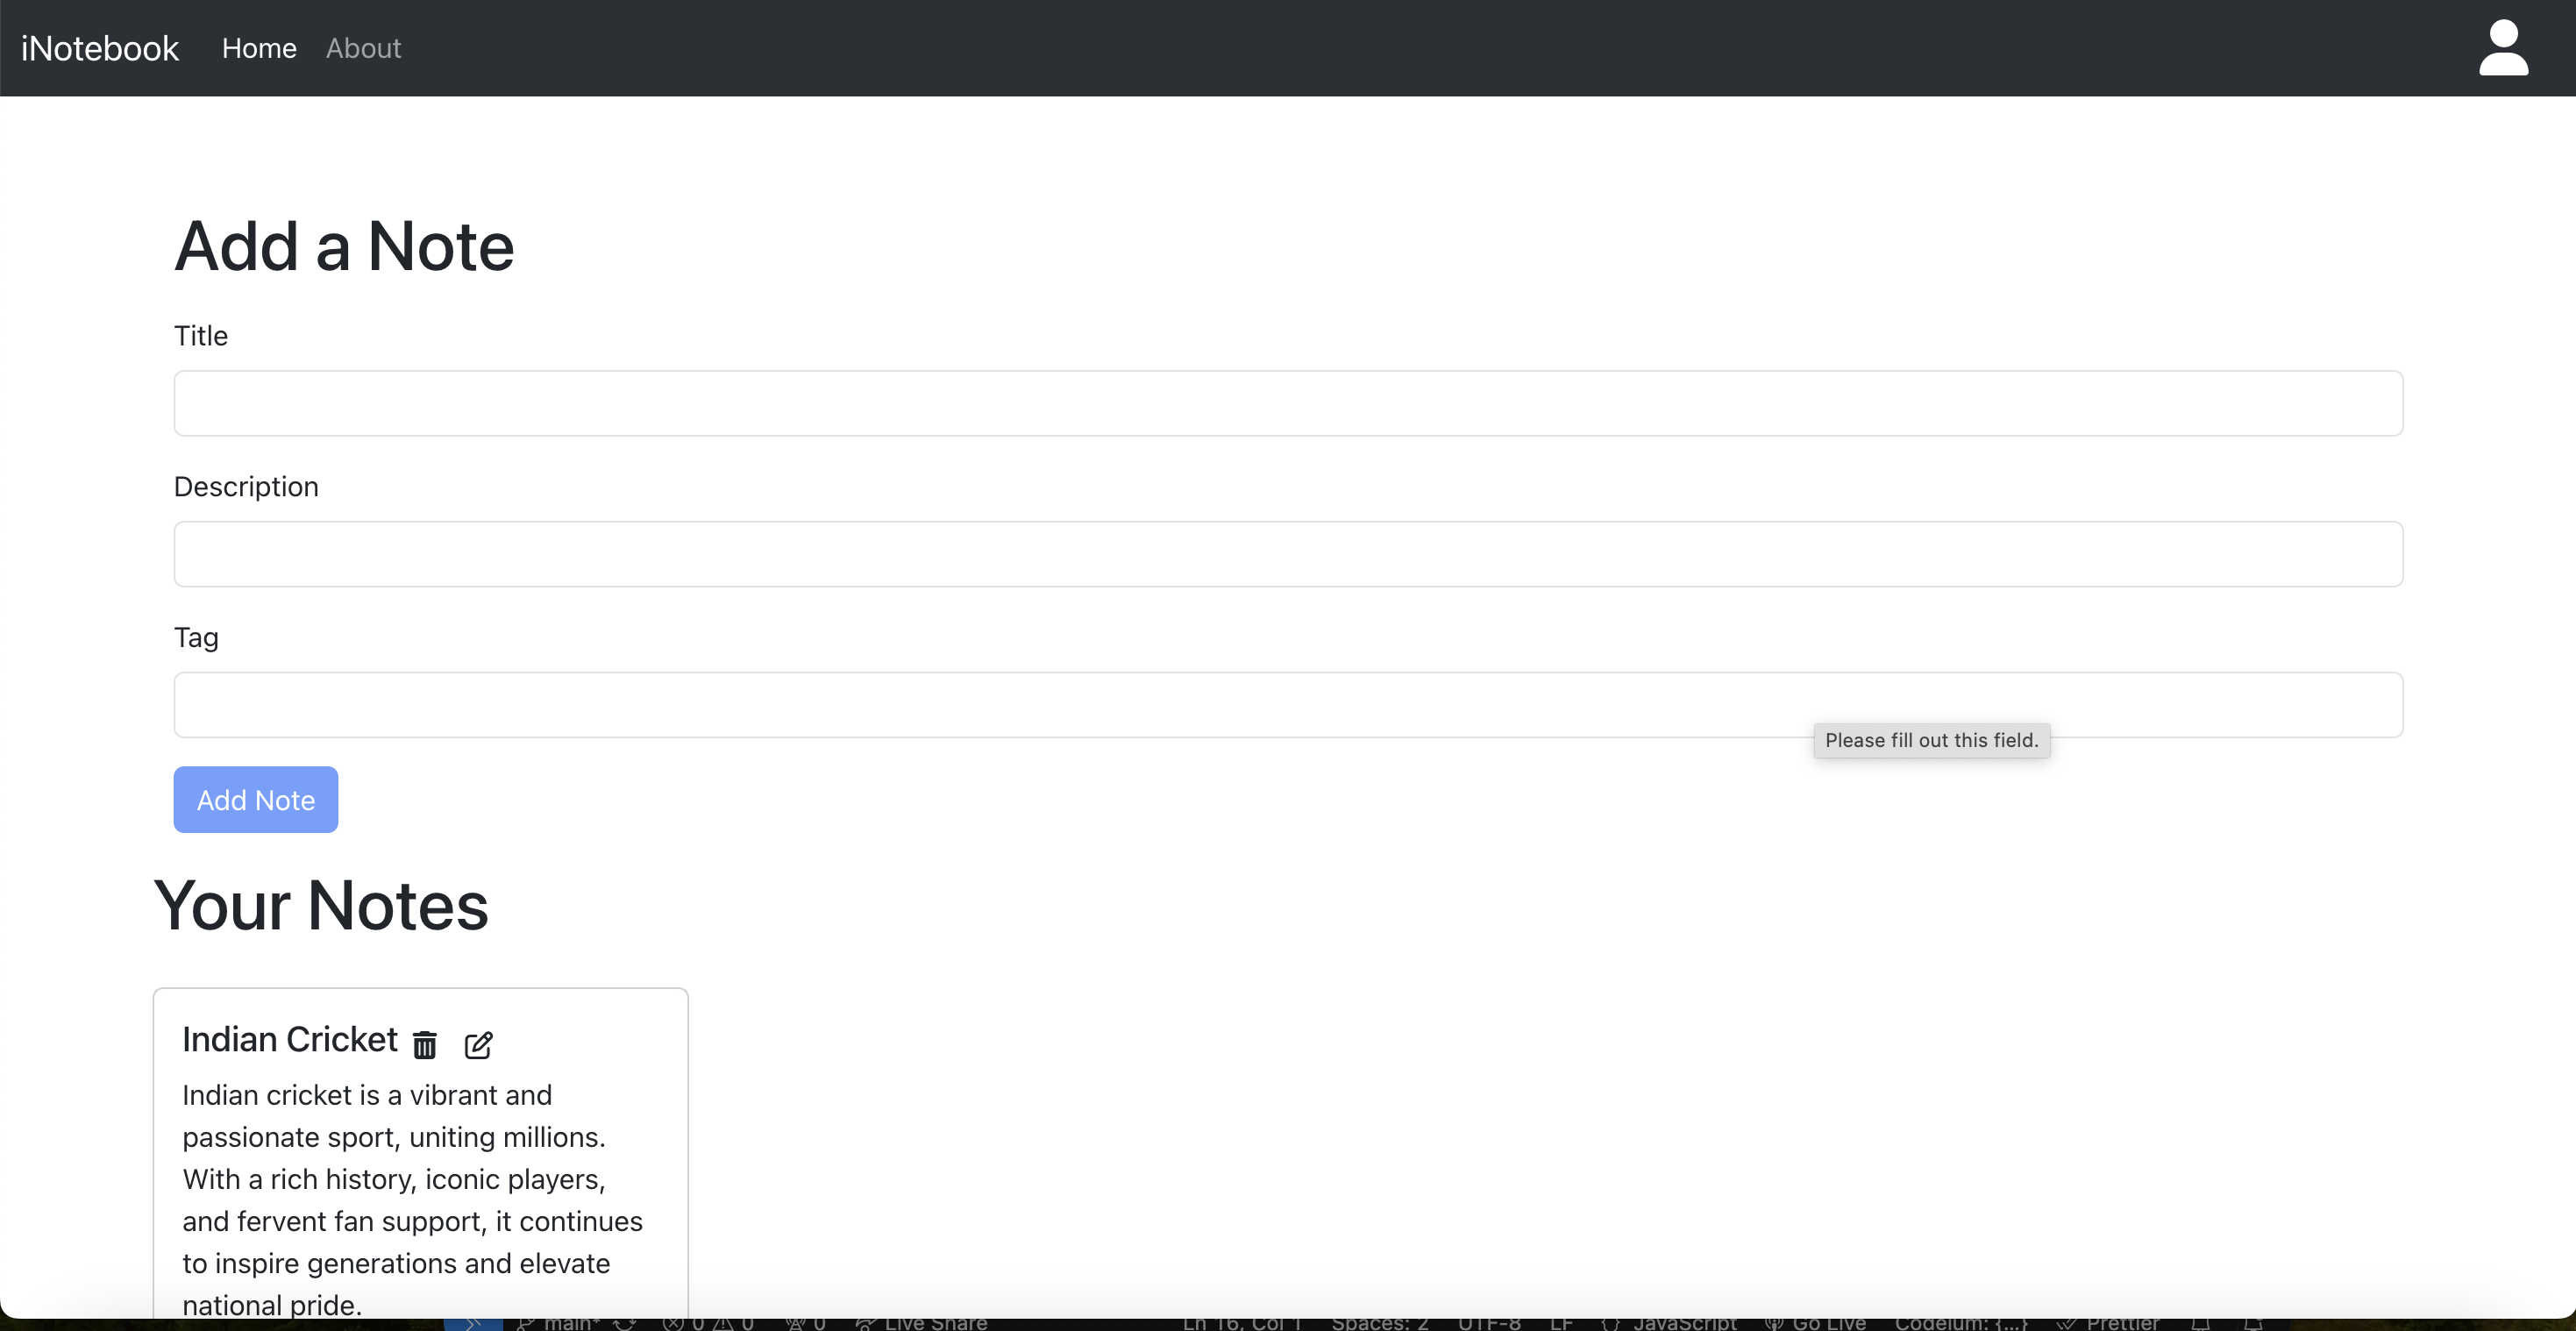 iNotebook Home About
Add a Note
Title
Description
Tag
Please fill out this field.
Add Note
Your Notes
Indian Cricket
Indian cricket is a vibrant and
passionate sport, uniting millions.
With a rich history, iconic players,
and fervent fan support, it continues
to inspire generations and elevate
national pride.
main* 0 0 0 Live Share Ln 16, Col 1 Spaces: 2 UTF-8 LF {} JavaScript Go Live Codeium: {...} Prettier